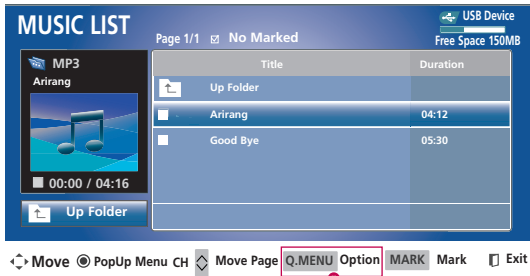 MUSIC LIST
Page 1/1 No Marked
USB Device
Free Space 150MB
MP3
Arirang
00:00 / 04:16
Up Folder
Title Duration
Up Folder
Arirang 04:12
Good Bye 05:30
Move PopUp Menu CH Move Page Q.MENU Option MARK Mark Exit